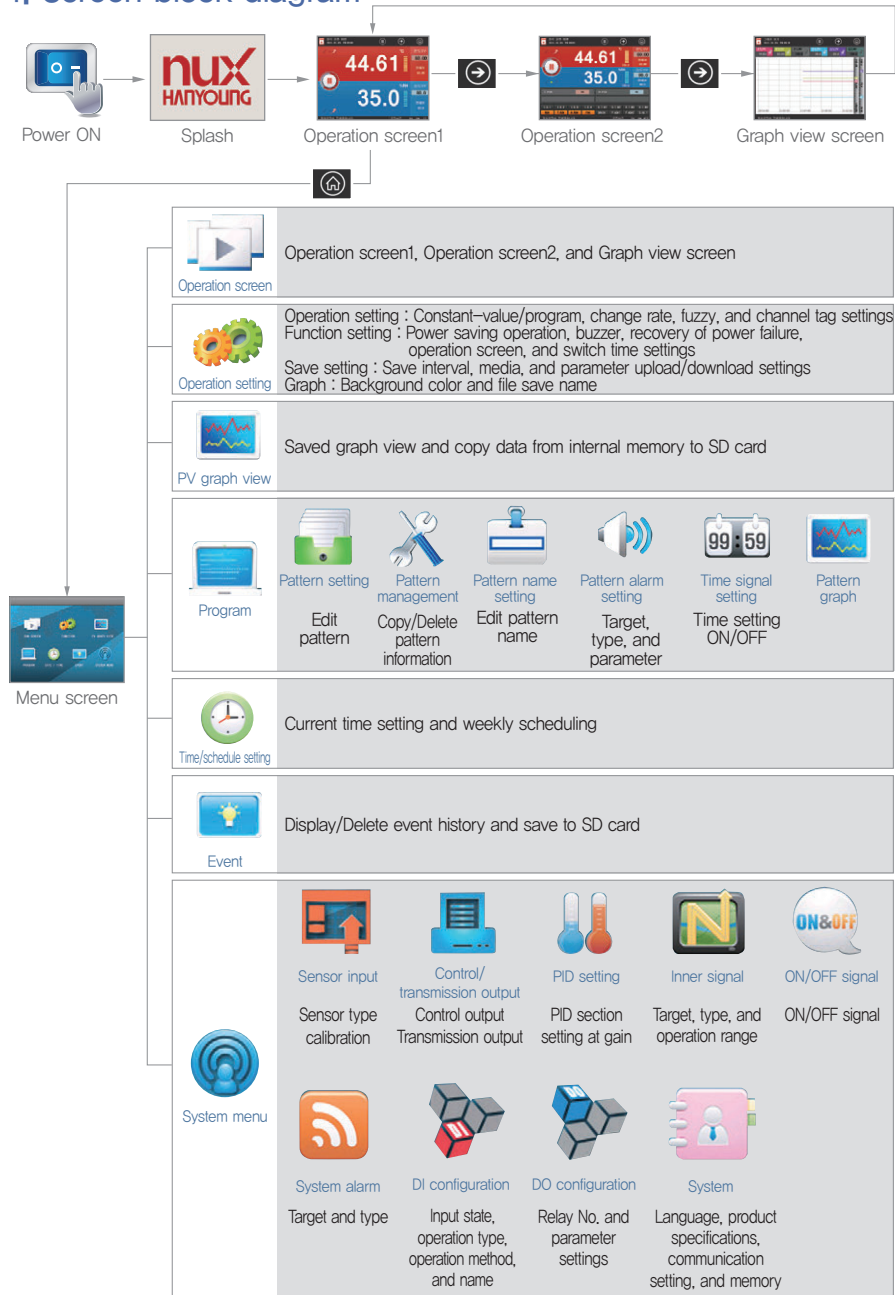 Screen block diagram
nux
HANYOUNG
44.61
35.0
44.61
35.0
Power ON
Splash
Operation screen1
Operation screen2
Graph view screen
Operation screen
Operation screen1, Operation screen2, and Graph view screen
Operation setting
Operation setting : Constant-value/program, change rate, fuzzy, and channel tag settings
Function setting : Power saving operation, buzzer, recovery of power failure,
operation screen, and switch time settings
Save setting : Save interval, media, and parameter upload/download settings
Graph : Background color and file save name
PV graph view
Saved graph view and copy data from internal memory to SD card
Program
99:59
Pattern setting
Pattern management
Pattern name setting
Pattern alarm setting
Time signal setting
Pattern graph
Edit pattern
Copy/Delete pattern information
Edit pattern name
Target, type, and parameter
Time setting ON/OFF
Menu screen
Time/schedule setting
Current time setting and weekly scheduling
Event
Display/Delete event history and save to SD card
System menu
N
ON&OFF
Sensor input
Control/ transmission output
PID setting
Inner signal
ON/OFF signal
Sensor type calibration
Control output Transmission output
PID section setting at gain
Target, type, and operation range
ON/OFF signal
DI
System alarm
DI configuration
DO configuration
System
Target and type
Input state, operation type, operation method, and name
Relay No. and parameter settings
Language, product specifications, communication setting, and memory